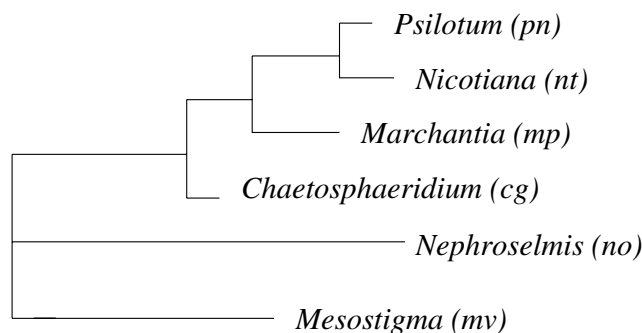 Psilotum (pn)
Nicotiana (nt)
Marchantia (mp)
Chaetosphaeridium (cg)
Nephroselmis (no)
Mesostigma (mv)